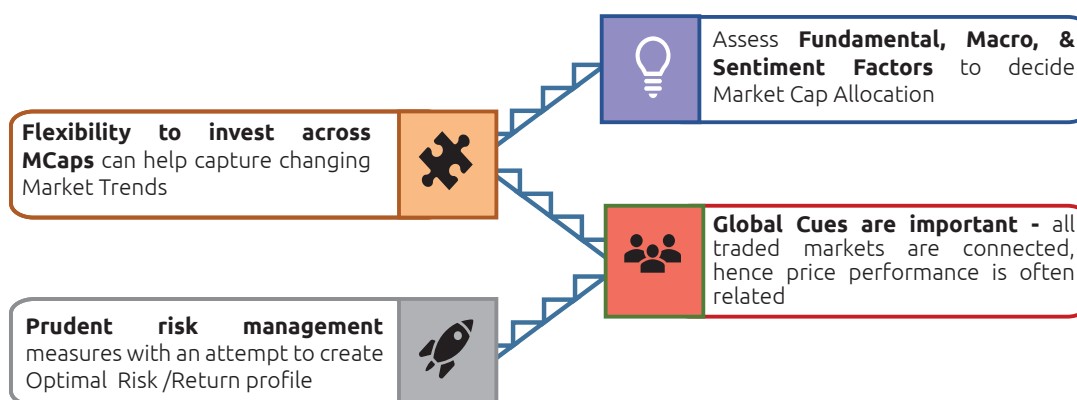 Assess Fundamental, Macro, &
Sentiment Factors to decide
Market Cap Allocation
Flexibility to invest across
MCaps can help capture changing
Market Trends
Global Cues are important - all
traded markets are connected,
hence price performance is often
related
Prudent risk management
measures with an attempt to create
Optimal Risk /Return profile